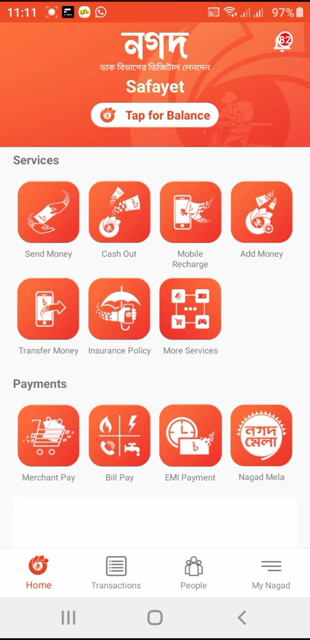 11:11
97%
নগদ
ডাক বিভাগের ডিজিটাল লেনদেন
82
Safayet
Tap for Balance
Services
Send Money
Cash Out
Mobile
Recharge
Add Money
Transfer Money
Insurance Policy
More Services
Payments
Merchant Pay
Bill Pay
EMI Payment
নগদ
মেলা
Nagad Mela
Home
Transactions
People
My Nagad